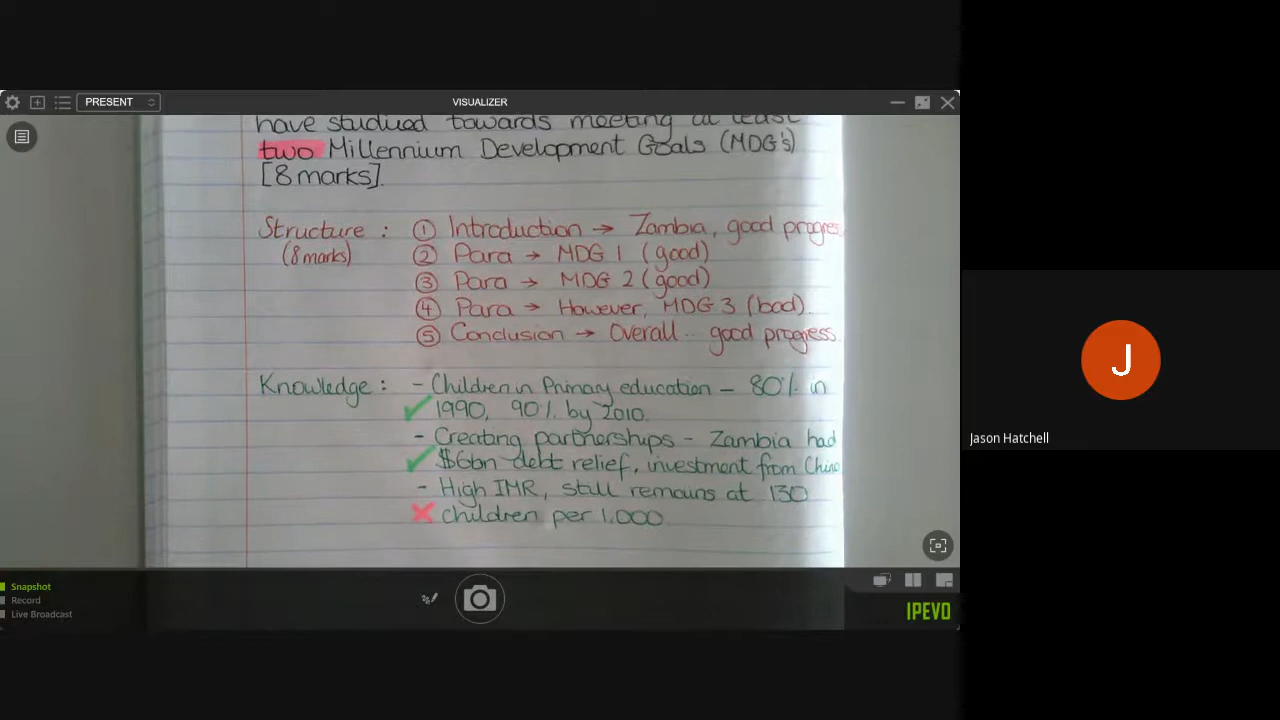 PRESENT
VISUALIZER
have studied towards meeting at least
two Millennium Development Goals (MDG's)
[8 marks].
Structure : ① Introduction → Zambia, good progres
(8 marks) ② Para → MDG 1 (good)
③ Para → MDG 2 (good)
④ Para → However, MDG 3 (bad).
⑤ Conclusion → Overall... good progress.
Knowledge : - Children in Primary education - 80% in
✓ 1990, 90% by 2010.
- Creating partnerships - Zambia had
✓ $6bn debt relief, investment from China
- High IMR, still remains at 130
✗ children per 1,000
Snapshot
Record
Live Broadcast
IPEVO
J
Jason Hatchell